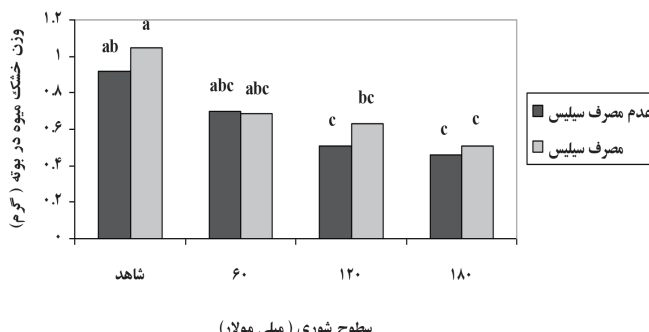 وزن خشک میوه در بوته ( گرم)
۱.۲
۱
۰.۸
۰.۶
۰.۴
۰.۲
۰
ab a
abc abc
c bc
c c
شاهد ۶۰ ۱۲۰ ۱۸۰
سطوح شوری ( میلی مولار)
عدم مصرف سیلیس
مصرف سیلیس